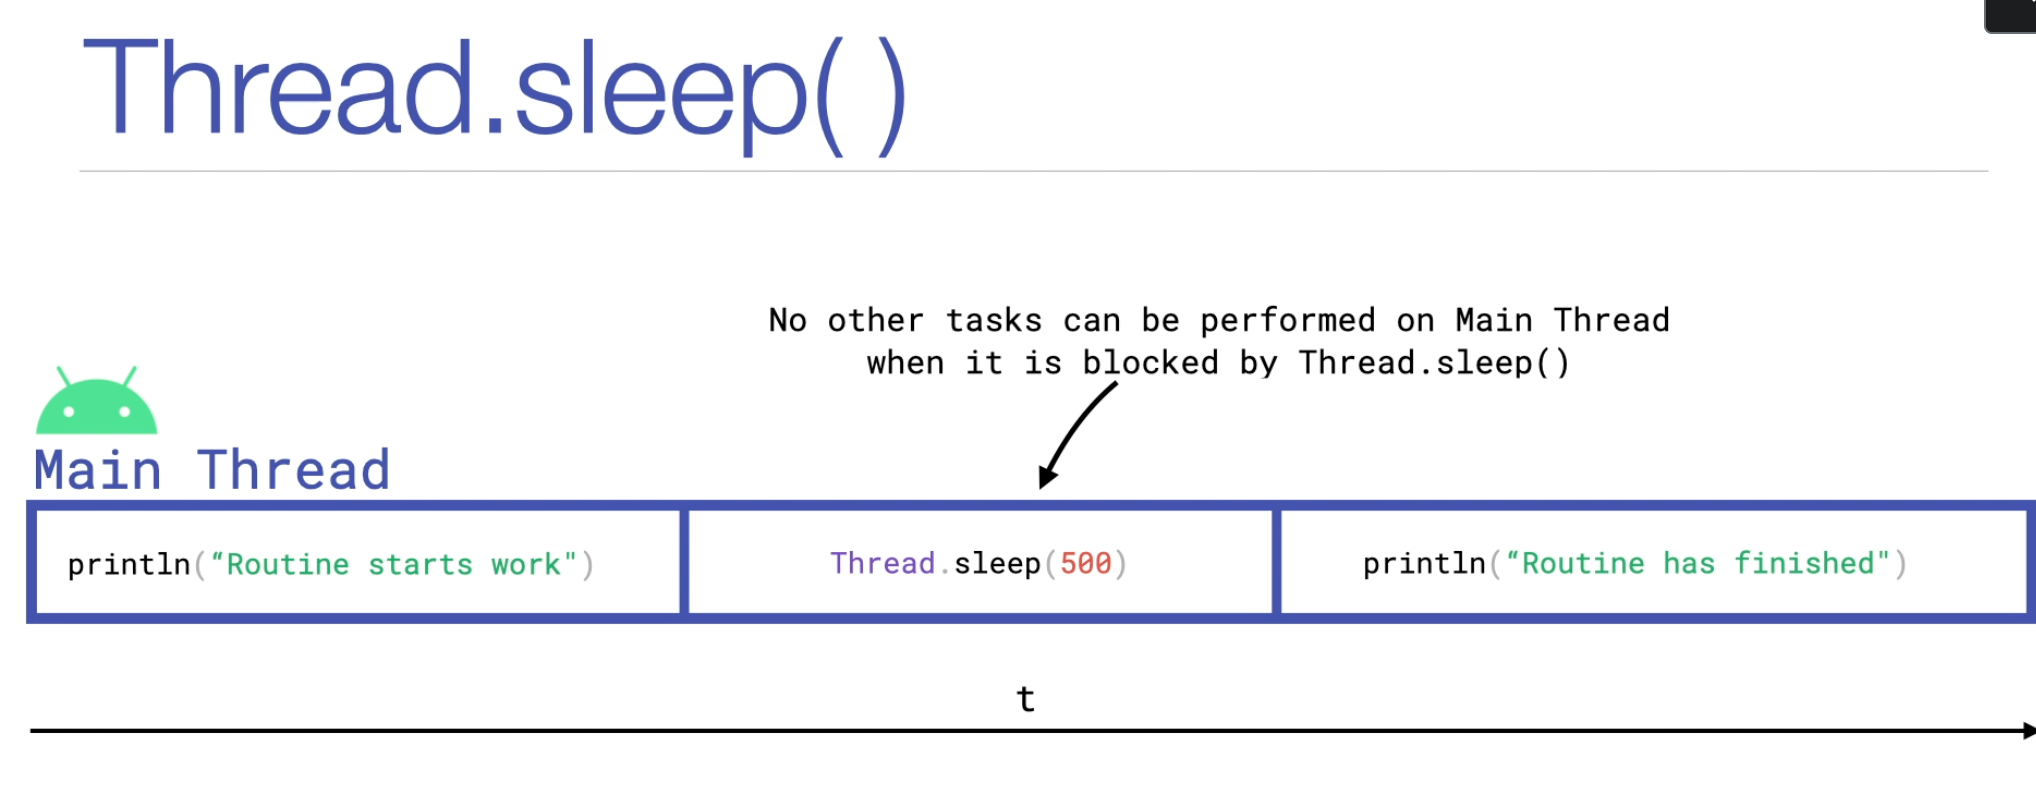 Thread.sleep( )
No other tasks can be performed on Main Thread
when it is blocked by Thread.sleep()
Main Thread
println(“Routine starts work")
Thread.sleep(500)
println(“Routine has finished")
t